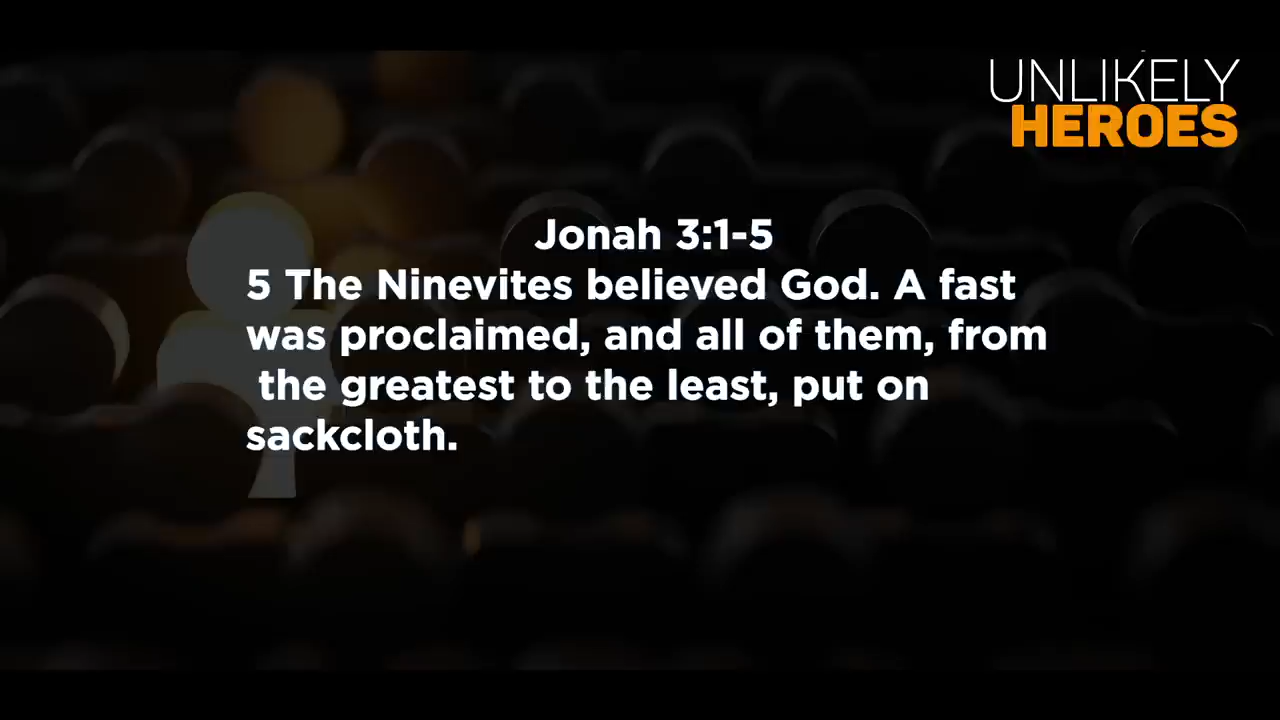 UNLIKELY
HEROES
Jonah 3:1-5
5 The Ninevites believed God. A fast
was proclaimed, and all of them, from
the greatest to the least, put on
sackcloth.